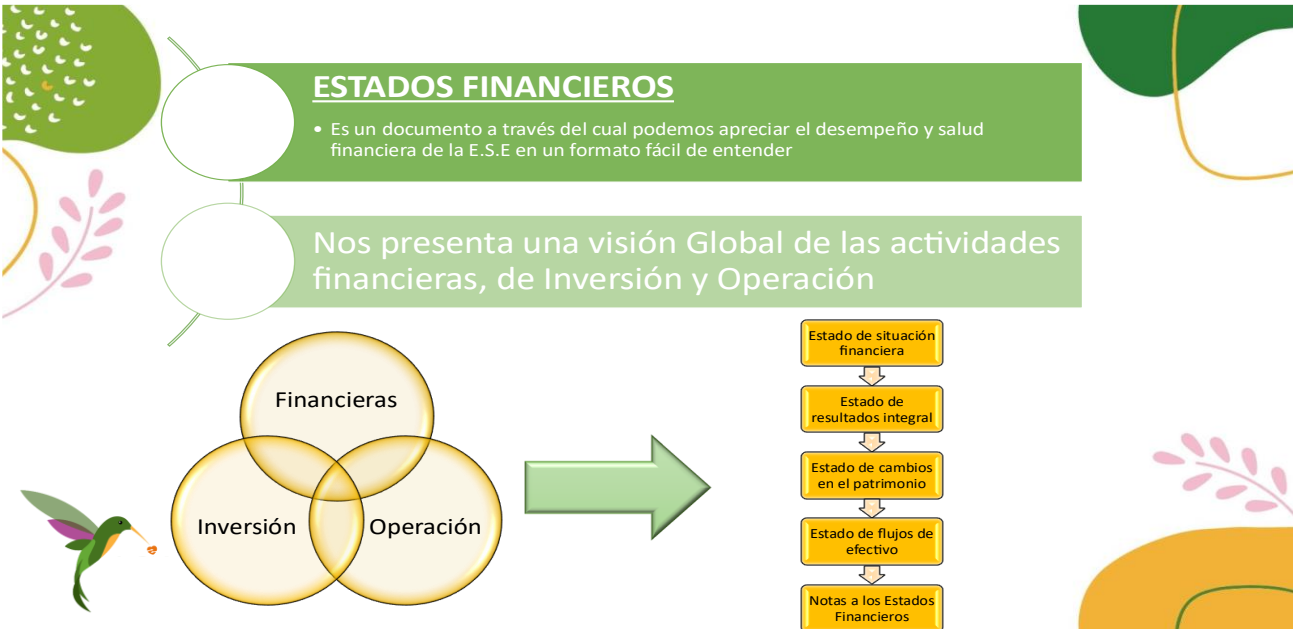 ESTADOS FINANCIEROS
• Es un documento a través del cual podemos apreciar el desempeño y salud
financiera de la E.S.E en un formato fácil de entender
Nos presenta una visión Global de las actividades
financieras, de Inversión y Operación
Financieras
Inversión
Operación
Estado de situación
financiera
Estado de
resultados integral
Estado de cambios
en el patrimonio
Estado de flujos de
efectivo
Notas a los Estados
Financieros